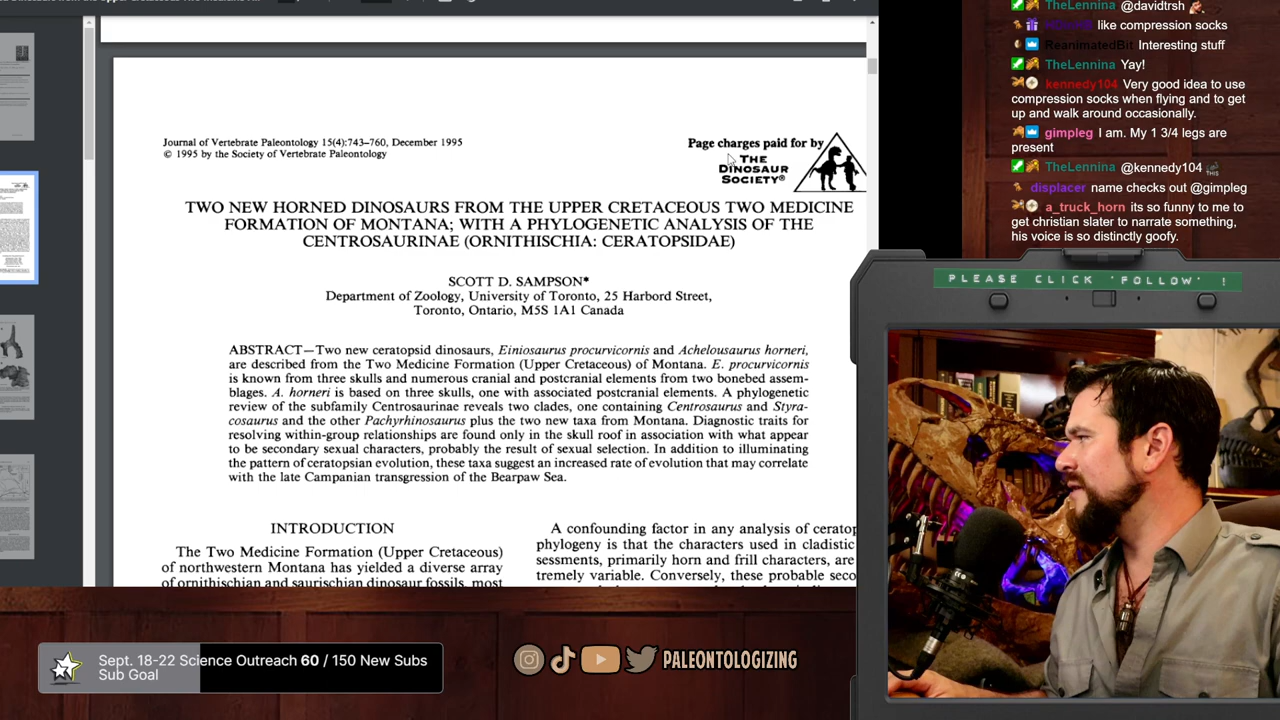 Journal of Vertebrate Paleontology 15(4):743–760, December 1995
© 1995 by the Society of Vertebrate Paleontology
Page charges paid for by
THE
DINOSAUR
SOCIETY®
TWO NEW HORNED DINOSAURS FROM THE UPPER CRETACEOUS TWO MEDICINE
FORMATION OF MONTANA; WITH A PHYLOGENETIC ANALYSIS OF THE
CENTROSAURINAE (ORNITHISCHIA: CERATOPSIDAE)
SCOTT D. SAMPSON*
Department of Zoology, University of Toronto, 25 Harbord Street,
Toronto, Ontario, M5S 1A1 Canada
ABSTRACT—Two new ceratopsid dinosaurs, Einiosaurus procurvicornis and Achelousaurus horneri,
are described from the Two Medicine Formation (Upper Cretaceous) of Montana. E. procurvicornis
is known from three skulls and numerous cranial and postcranial elements from two bonebed assem-
blages. A. horneri is based on three skulls, one with associated postcranial elements. A phylogenetic
review of the subfamily Centrosaurinae reveals two clades, one containing Centrosaurus and Styra-
cosaurus and the other Pachyrhinosaurus plus the two new taxa from Montana. Diagnostic traits for
resolving within-group relationships are found only in the skull roof in association with what appear
to be secondary sexual characters, probably the result of sexual selection. In addition to illuminating
the pattern of ceratopsian evolution, these taxa suggest an increased rate of evolution that may correlate
with the late Campanian transgression of the Bearpaw Sea.
INTRODUCTION
The Two Medicine Formation (Upper Cretaceous)
of northwestern Montana has yielded a diverse array
of ornithischian and saurischian dinosaur fossils, most
A confounding factor in any analysis of ceratop
phylogeny is that the characters used in cladistic
sessments, primarily horn and frill characters, are
tremely variable. Conversely, these probable seco
TheLennina @davidtrsh
like compression socks
ReanimatedBit Interesting stuff
TheLennina Yay!
kennedy104 Very good idea to use
compression socks when flying and to get
up and walk around occasionally.
gimpleg I am. My 1 3/4 legs are
present
TheLennina @kennedy104
THIS
displacer name checks out @gimpleg
a_truck_horn its so funny to me to
get christian slater to narrate something,
his voice is so distinctly goofy.
PLEASE CLICK 'FOLLOW' !
Sept. 18-22 Science Outreach 60 / 150 New Subs
Sub Goal
PALEONTOLOGIZING